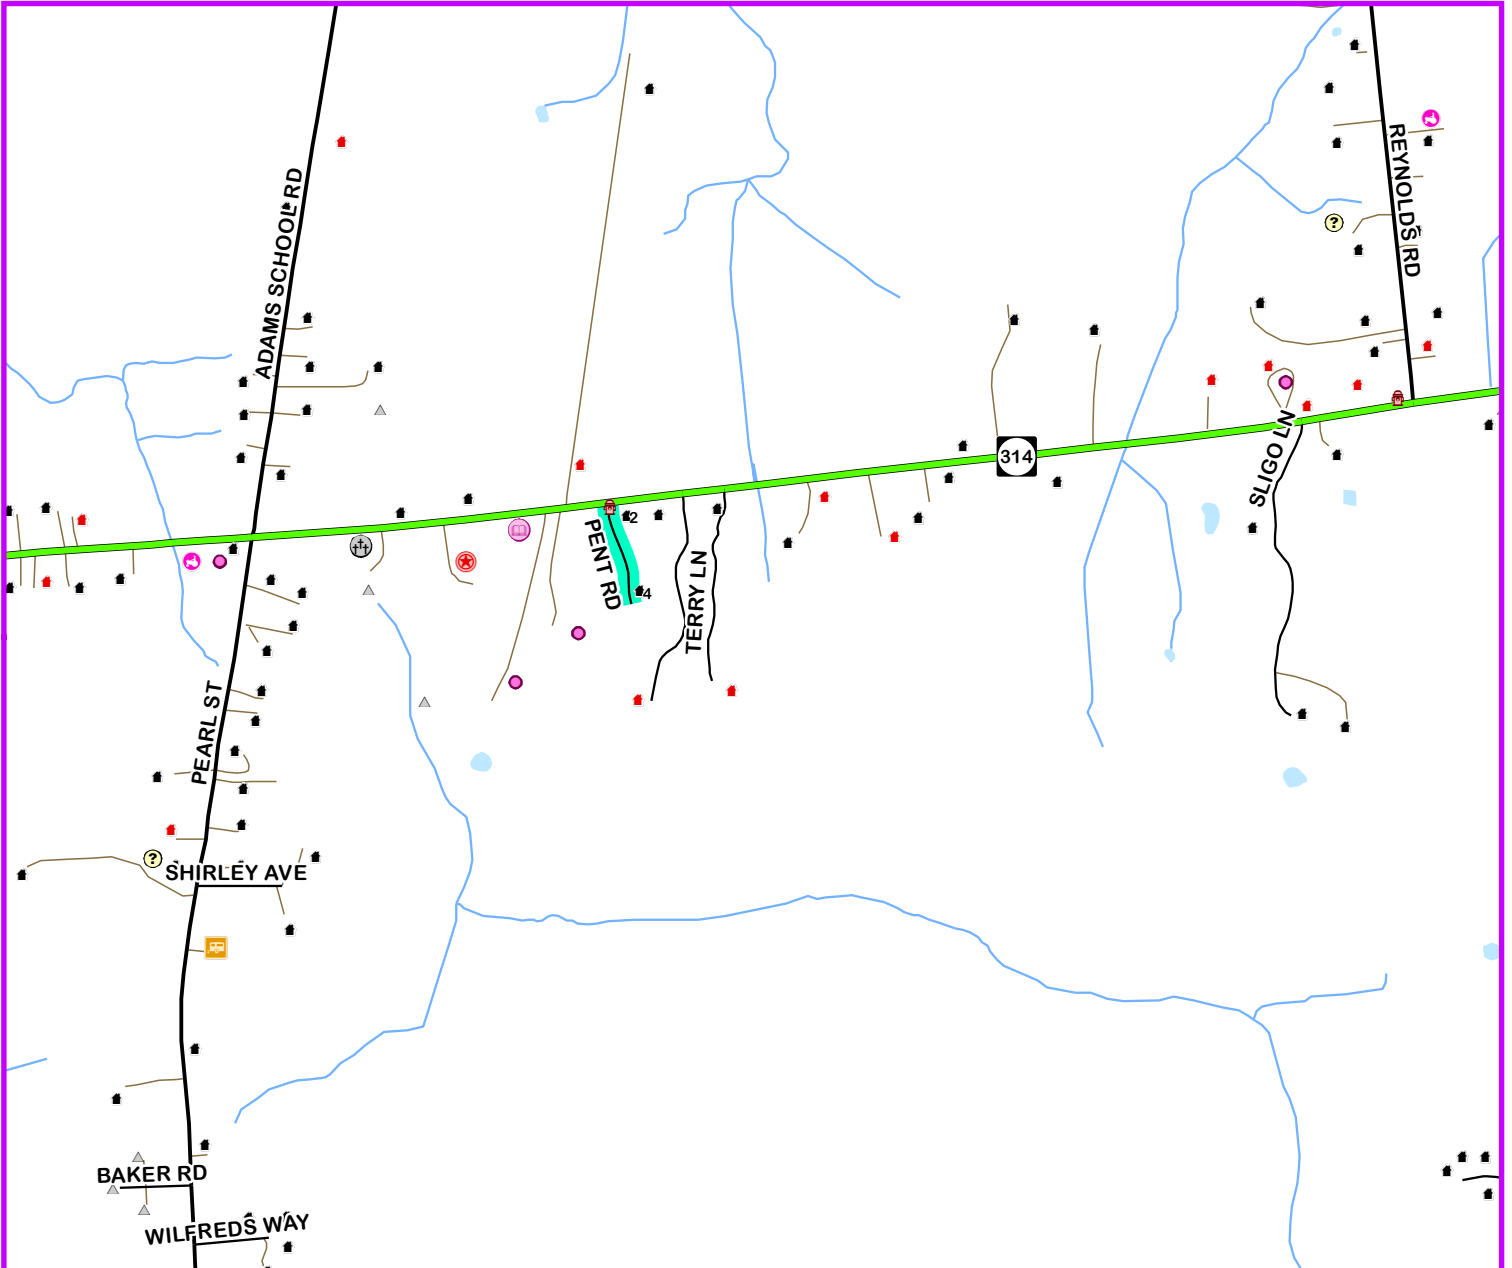 REYNOLDS RD
ADAMS SCHOOL RD
?
314
SLIGO LN
2
PENT RD
TERRY LN
4
PEARL ST
?
SHIRLEY AVE
BAKER RD
WILFREDS WAY